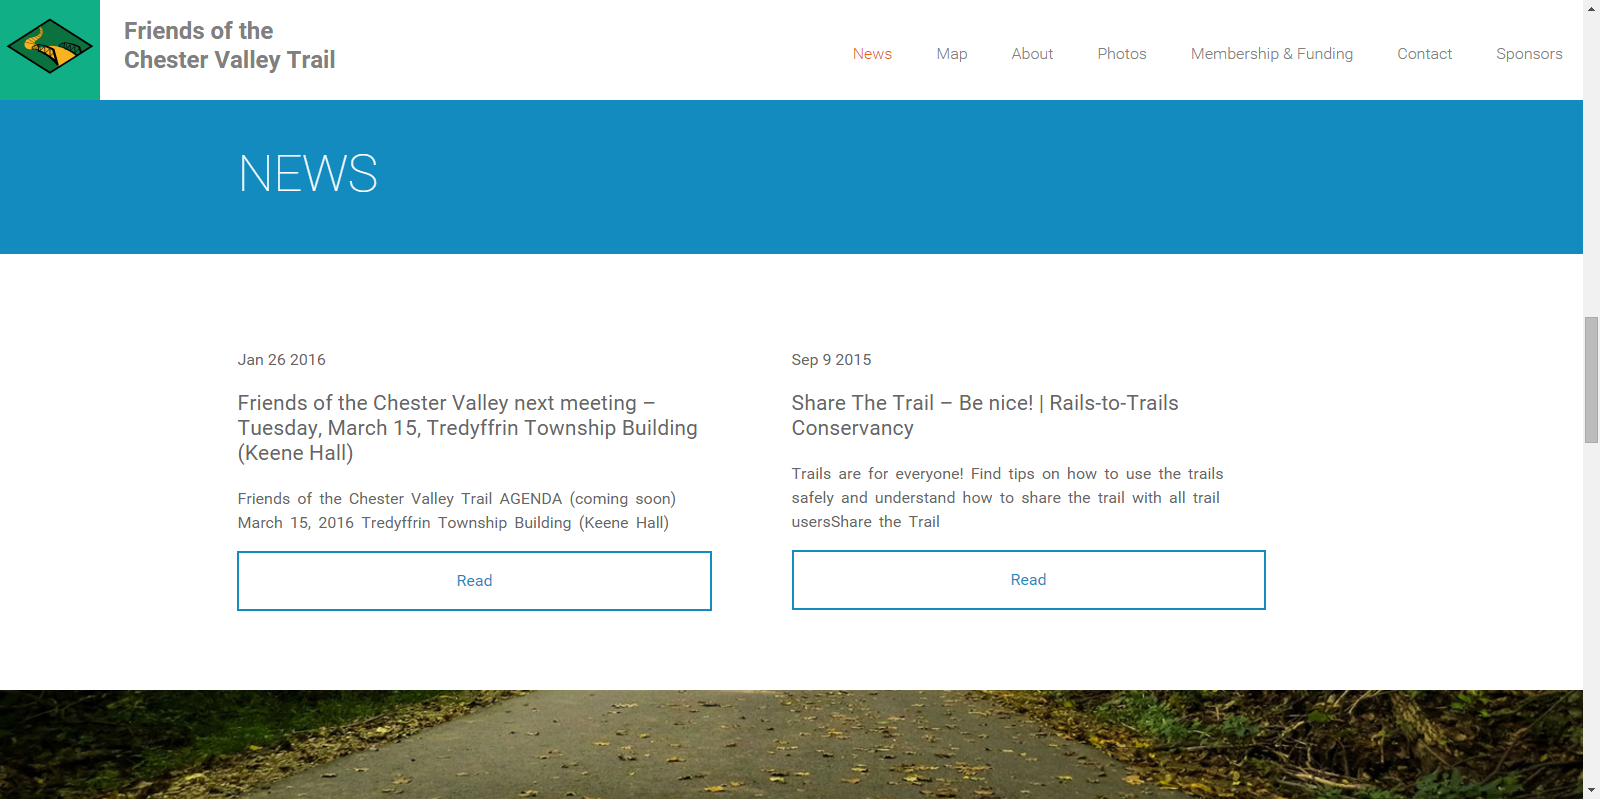 Friends of the
Chester Valley Trail
News
Map
About
Photos
Membership & Funding
Contact
Sponsors
NEWS
Jan 26 2016
Friends of the Chester Valley next meeting –
Tuesday, March 15, Tredyffrin Township Building
(Keene Hall)
Friends of the Chester Valley Trail AGENDA (coming soon)
March 15, 2016 Tredyffrin Township Building (Keene Hall)
Read
Sep 9 2015
Share The Trail – Be nice! | Rails-to-Trails
Conservancy
Trails are for everyone! Find tips on how to use the trails
safely and understand how to share the trail with all trail
usersShare the Trail
Read